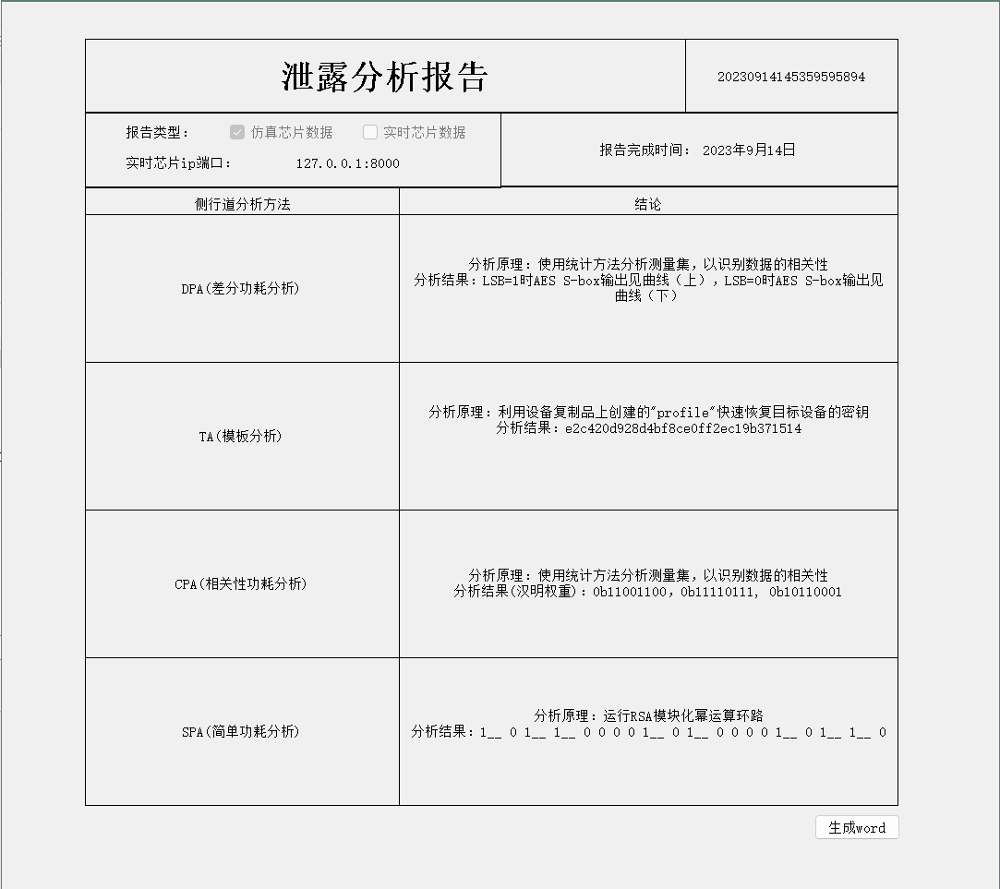 泄露分析报告
20230914145359595894
报告类型： 仿真芯片数据 实时芯片数据
实时芯片ip端口： 127.0.0.1:8000
报告完成时间： 2023年9月14日
侧行道分析方法
结论
DPA(差分功耗分析)
分析原理：使用统计方法分析测量集，以识别数据的相关性
分析结果：LSB=1时AES S-box输出见曲线（上），LSB=0时AES S-box输出见
曲线（下）
TA(模板分析)
分析原理：利用设备复制品上创建的"profile"快速恢复目标设备的密钥
分析结果：e2c420d928d4bf8ce0ff2ec19b371514
CPA(相关性功耗分析)
分析原理：使用统计方法分析测量集，以识别数据的相关性
分析结果(汉明权重)：0b11001100，0b11110111, 0b10110001
SPA(简单功耗分析)
分析原理：运行RSA模块化幂运算环路
分析结果：1__ 0 1__ 1__ 0 0 0 0 1__ 0 1__ 0 0 0 0 1__ 0 1__ 1__ 0
生成word